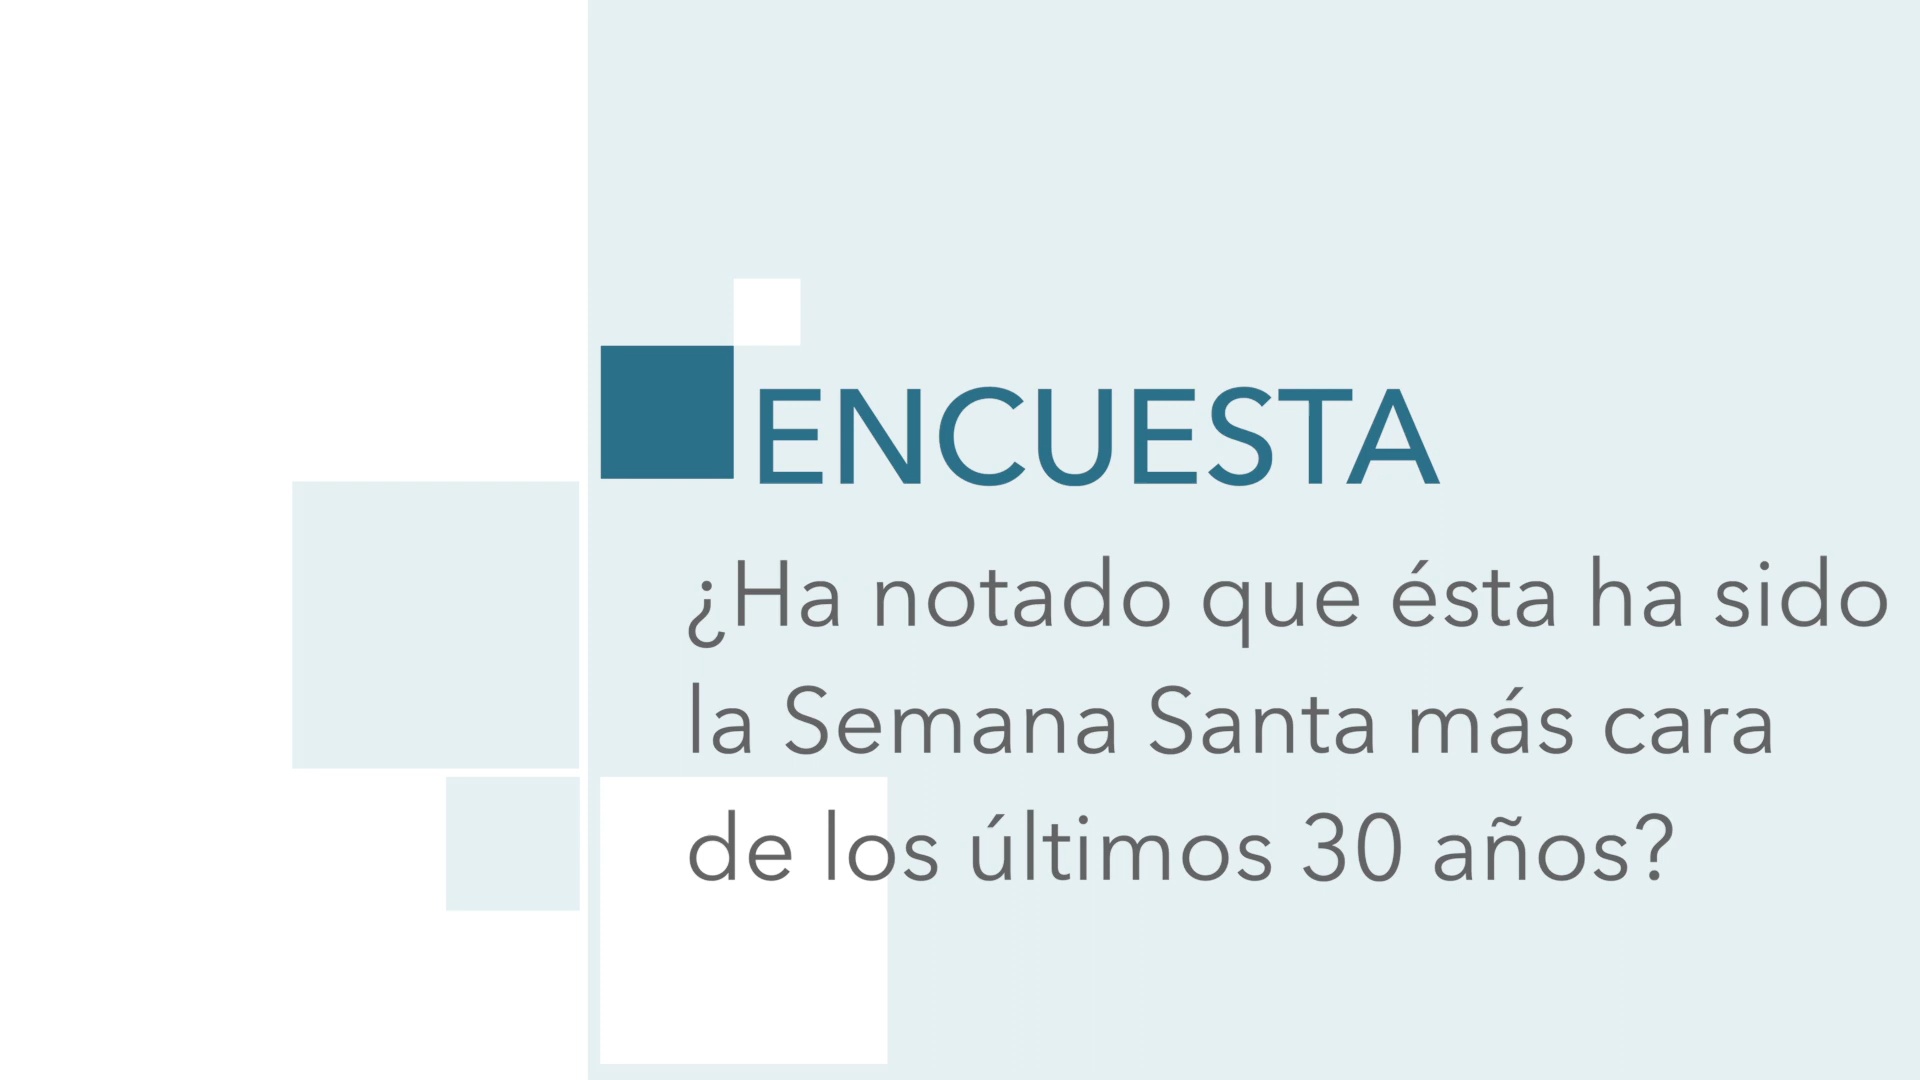 ENCUESTA
¿Ha notado que ésta ha sido
la Semana Santa más cara
de los últimos 30 años?